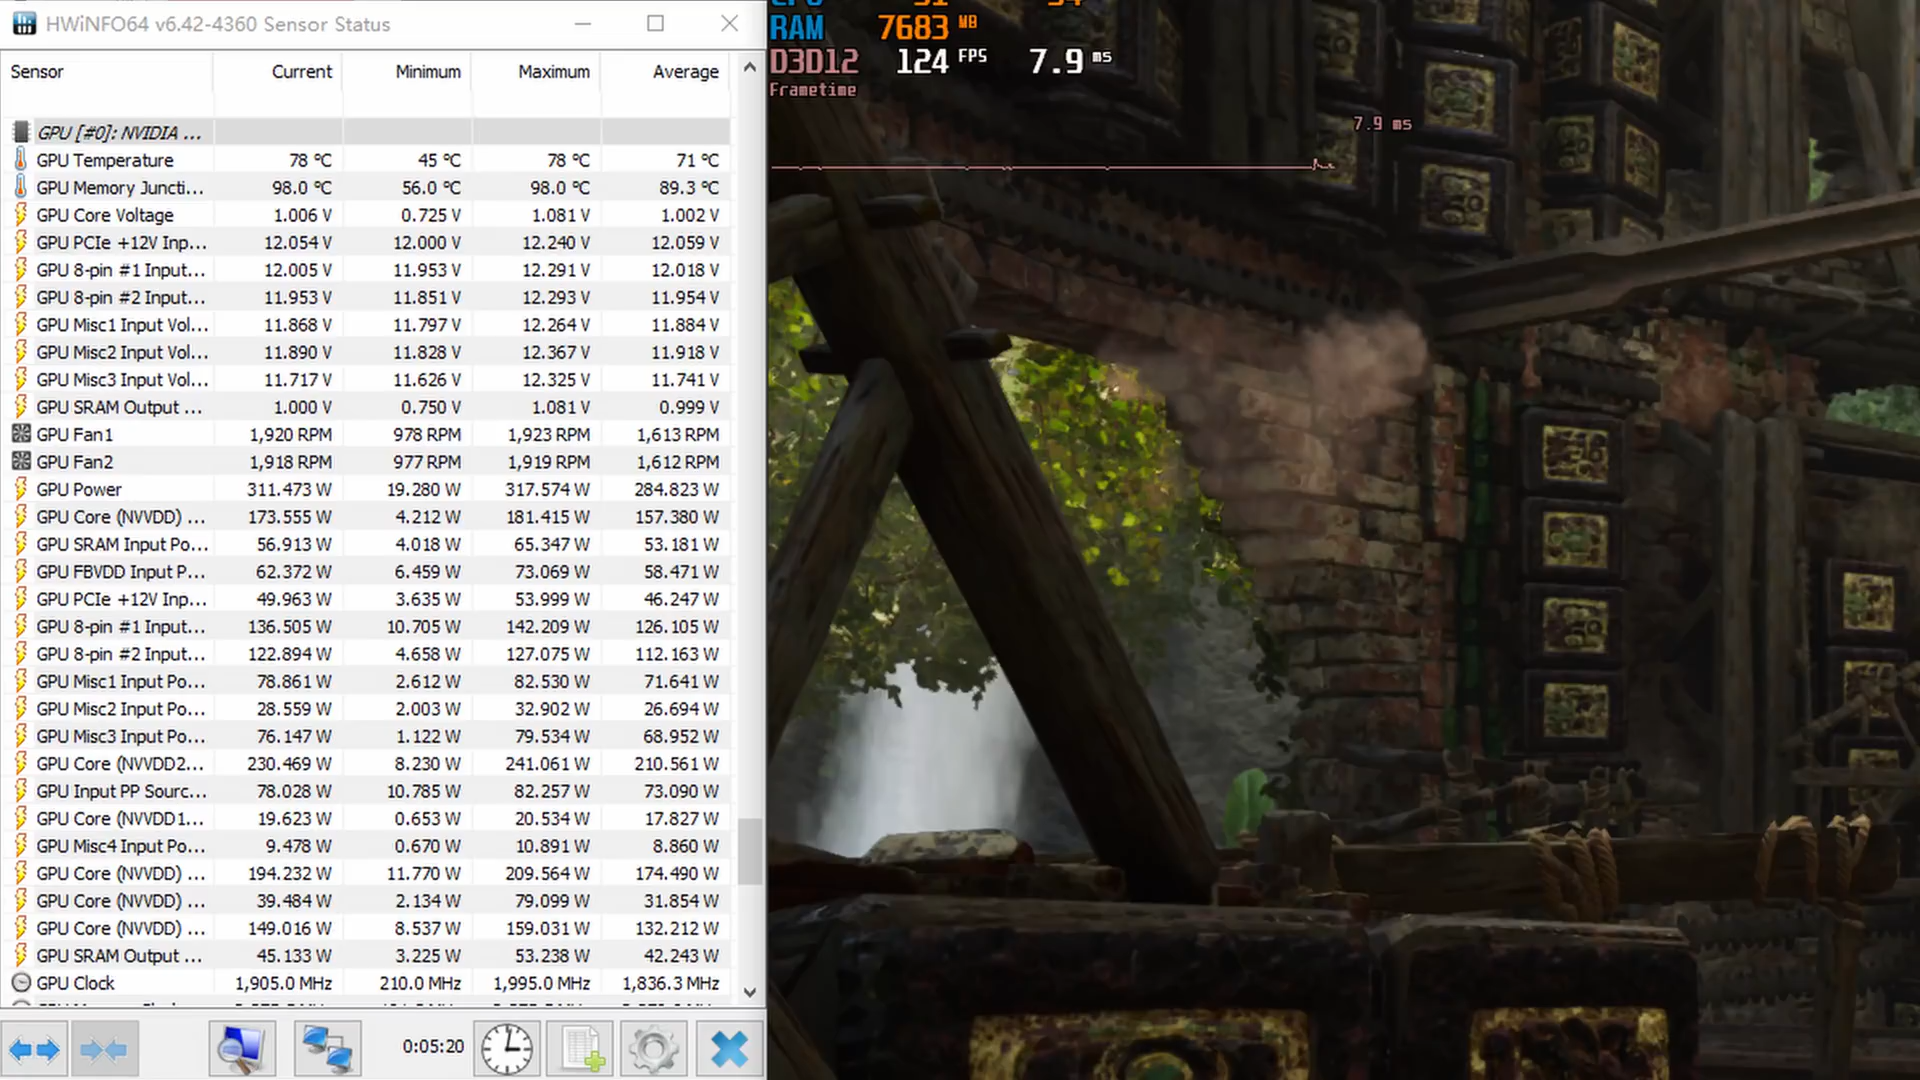 HWiNFO64 v6.42-4360 Sensor Status
Sensor Current Minimum Maximum Average
GPU [#0]: NVIDIA ...
GPU Temperature 78 °C 45 °C 78 °C 71 °C
GPU Memory Juncti... 98.0 °C 56.0 °C 98.0 °C 89.3 °C
GPU Core Voltage 1.006 V 0.725 V 1.081 V 1.002 V
GPU PCIe +12V Inp... 12.054 V 12.000 V 12.240 V 12.059 V
GPU 8-pin #1 Input... 12.005 V 11.953 V 12.291 V 12.018 V
GPU 8-pin #2 Input... 11.953 V 11.851 V 12.293 V 11.954 V
GPU Misc1 Input Vol... 11.868 V 11.797 V 12.264 V 11.884 V
GPU Misc2 Input Vol... 11.890 V 11.828 V 12.367 V 11.918 V
GPU Misc3 Input Vol... 11.717 V 11.626 V 12.325 V 11.741 V
GPU SRAM Output ... 1.000 V 0.750 V 1.081 V 0.999 V
GPU Fan1 1,920 RPM 978 RPM 1,923 RPM 1,613 RPM
GPU Fan2 1,918 RPM 977 RPM 1,919 RPM 1,612 RPM
GPU Power 311.473 W 19.280 W 317.574 W 284.823 W
GPU Core (NVVDD) ... 173.555 W 4.212 W 181.415 W 157.380 W
GPU SRAM Input Po... 56.913 W 4.018 W 65.347 W 53.181 W
GPU FBVDD Input P... 62.372 W 6.459 W 73.069 W 58.471 W
GPU PCIe +12V Inp... 49.963 W 3.635 W 53.999 W 46.247 W
GPU 8-pin #1 Input... 136.505 W 10.705 W 142.209 W 126.105 W
GPU 8-pin #2 Input... 122.894 W 4.658 W 127.075 W 112.163 W
GPU Misc1 Input Po... 78.861 W 2.612 W 82.530 W 71.641 W
GPU Misc2 Input Po... 28.559 W 2.003 W 32.902 W 26.694 W
GPU Misc3 Input Po... 76.147 W 1.122 W 79.534 W 68.952 W
GPU Core (NVVDD2... 230.469 W 8.230 W 241.061 W 210.561 W
GPU Input PP Sourc... 78.028 W 10.785 W 82.257 W 73.090 W
GPU Core (NVVDD1... 19.623 W 0.653 W 20.534 W 17.827 W
GPU Misc4 Input Po... 9.478 W 0.670 W 10.891 W 8.860 W
GPU Core (NVVDD) ... 194.232 W 11.770 W 209.564 W 174.490 W
GPU Core (NVVDD) ... 39.484 W 2.134 W 79.099 W 31.854 W
GPU Core (NVVDD) ... 149.016 W 8.537 W 159.031 W 132.212 W
GPU SRAM Output ... 45.133 W 3.225 W 53.238 W 42.243 W
GPU Clock 1,905.0 MHz 210.0 MHz 1,995.0 MHz 1,836.3 MHz
0:05:20
RAM 7683 MB
D3D12 124 FPS 7.9 ms
Frametime
7.9 ms